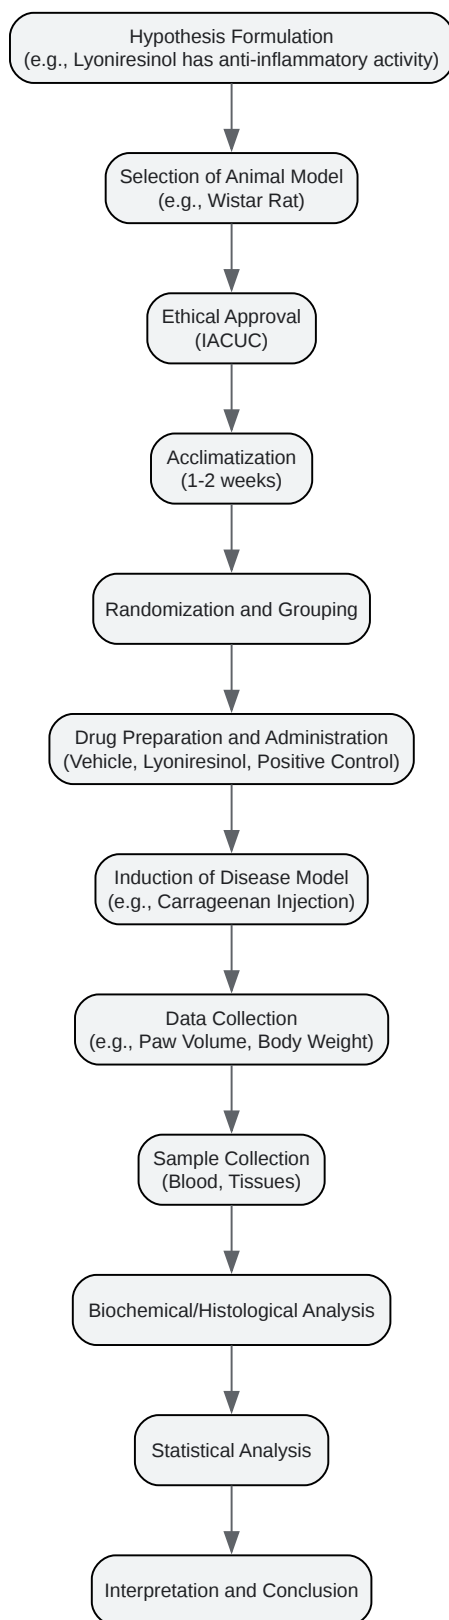 Hypothesis Formulation
(e.g., Lyoniresinol has anti-inflammatory activity)
Selection of Animal Model
(e.g., Wistar Rat)
Ethical Approval
(IACUC)
Acclimatization
(1-2 weeks)
Randomization and Grouping
Drug Preparation and Administration
(Vehicle, Lyoniresinol, Positive Control)
Induction of Disease Model
(e.g., Carrageenan Injection)
Data Collection
(e.g., Paw Volume, Body Weight)
Sample Collection
(Blood, Tissues)
Biochemical/Histological Analysis
Statistical Analysis
Interpretation and Conclusion